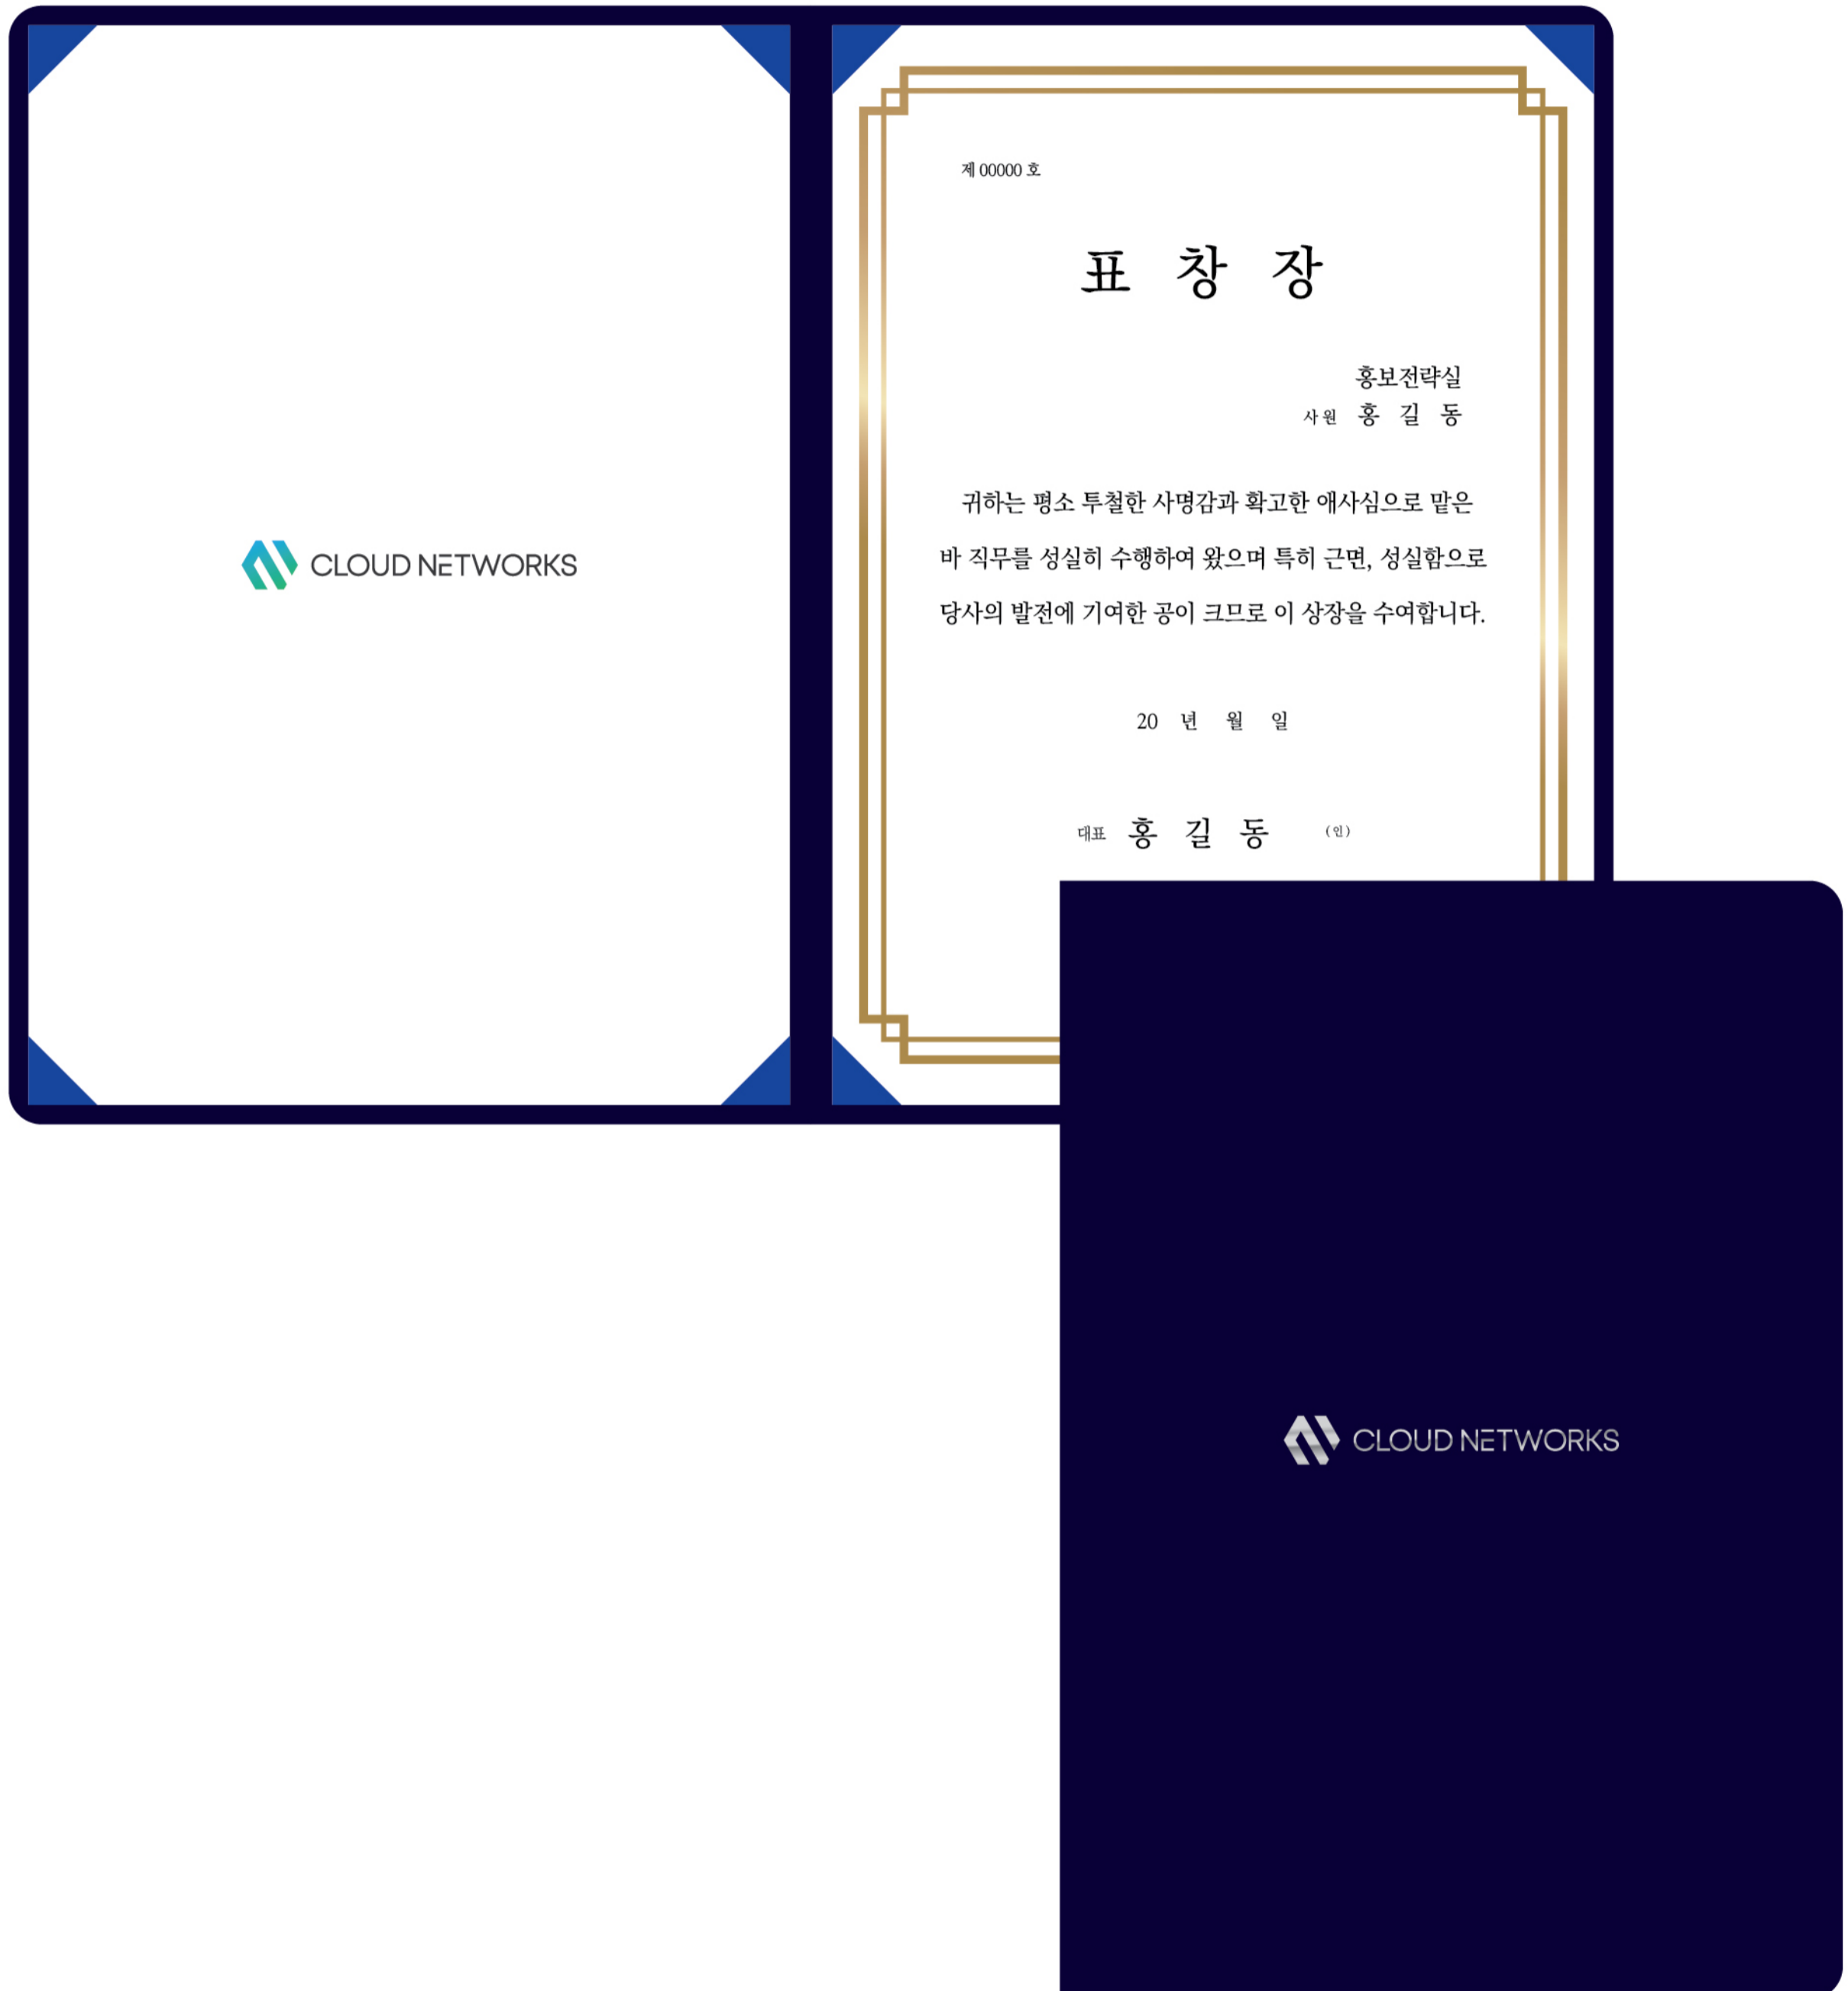 CLOUD NETWORKS
제 00000 호
표 창 장
홍보전략실
사 원 홍 길 동
귀하는 평소 투철한 사명감과 확고한 애사심으로 맡은
바 직무를 성실히 수행하여 왔으며 특히 근면, 성실함으로
당사의 발전에 기여한 공이 크므로 이 상장을 수여합니다.
20 년 월 일
대표 홍 길 동 (인)
CLOUD NETWORKS